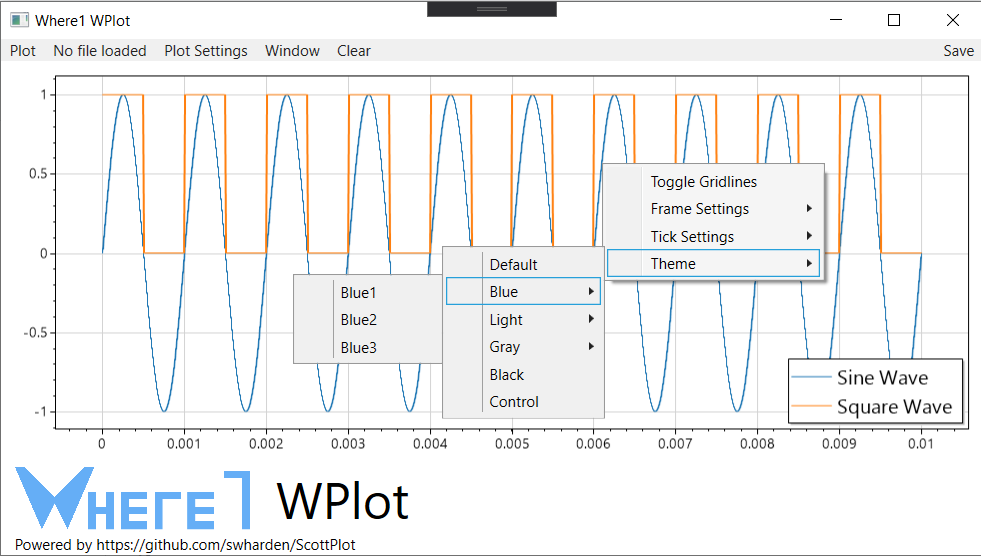 Where1 WPlot
Plot No file loaded Plot Settings Window Clear Save
1
0.5
0
-0.5
-1
Toggle Gridlines
Frame Settings
Tick Settings
Theme
Default
Blue
Light
Gray
Black
Control
Blue1
Blue2
Blue3
Sine Wave
Square Wave
0 0.001 0.002 0.003 0.004 0.005 0.006 0.007 0.008 0.009 0.01
Where1 WPlot
Powered by https://github.com/swharden/ScottPlot